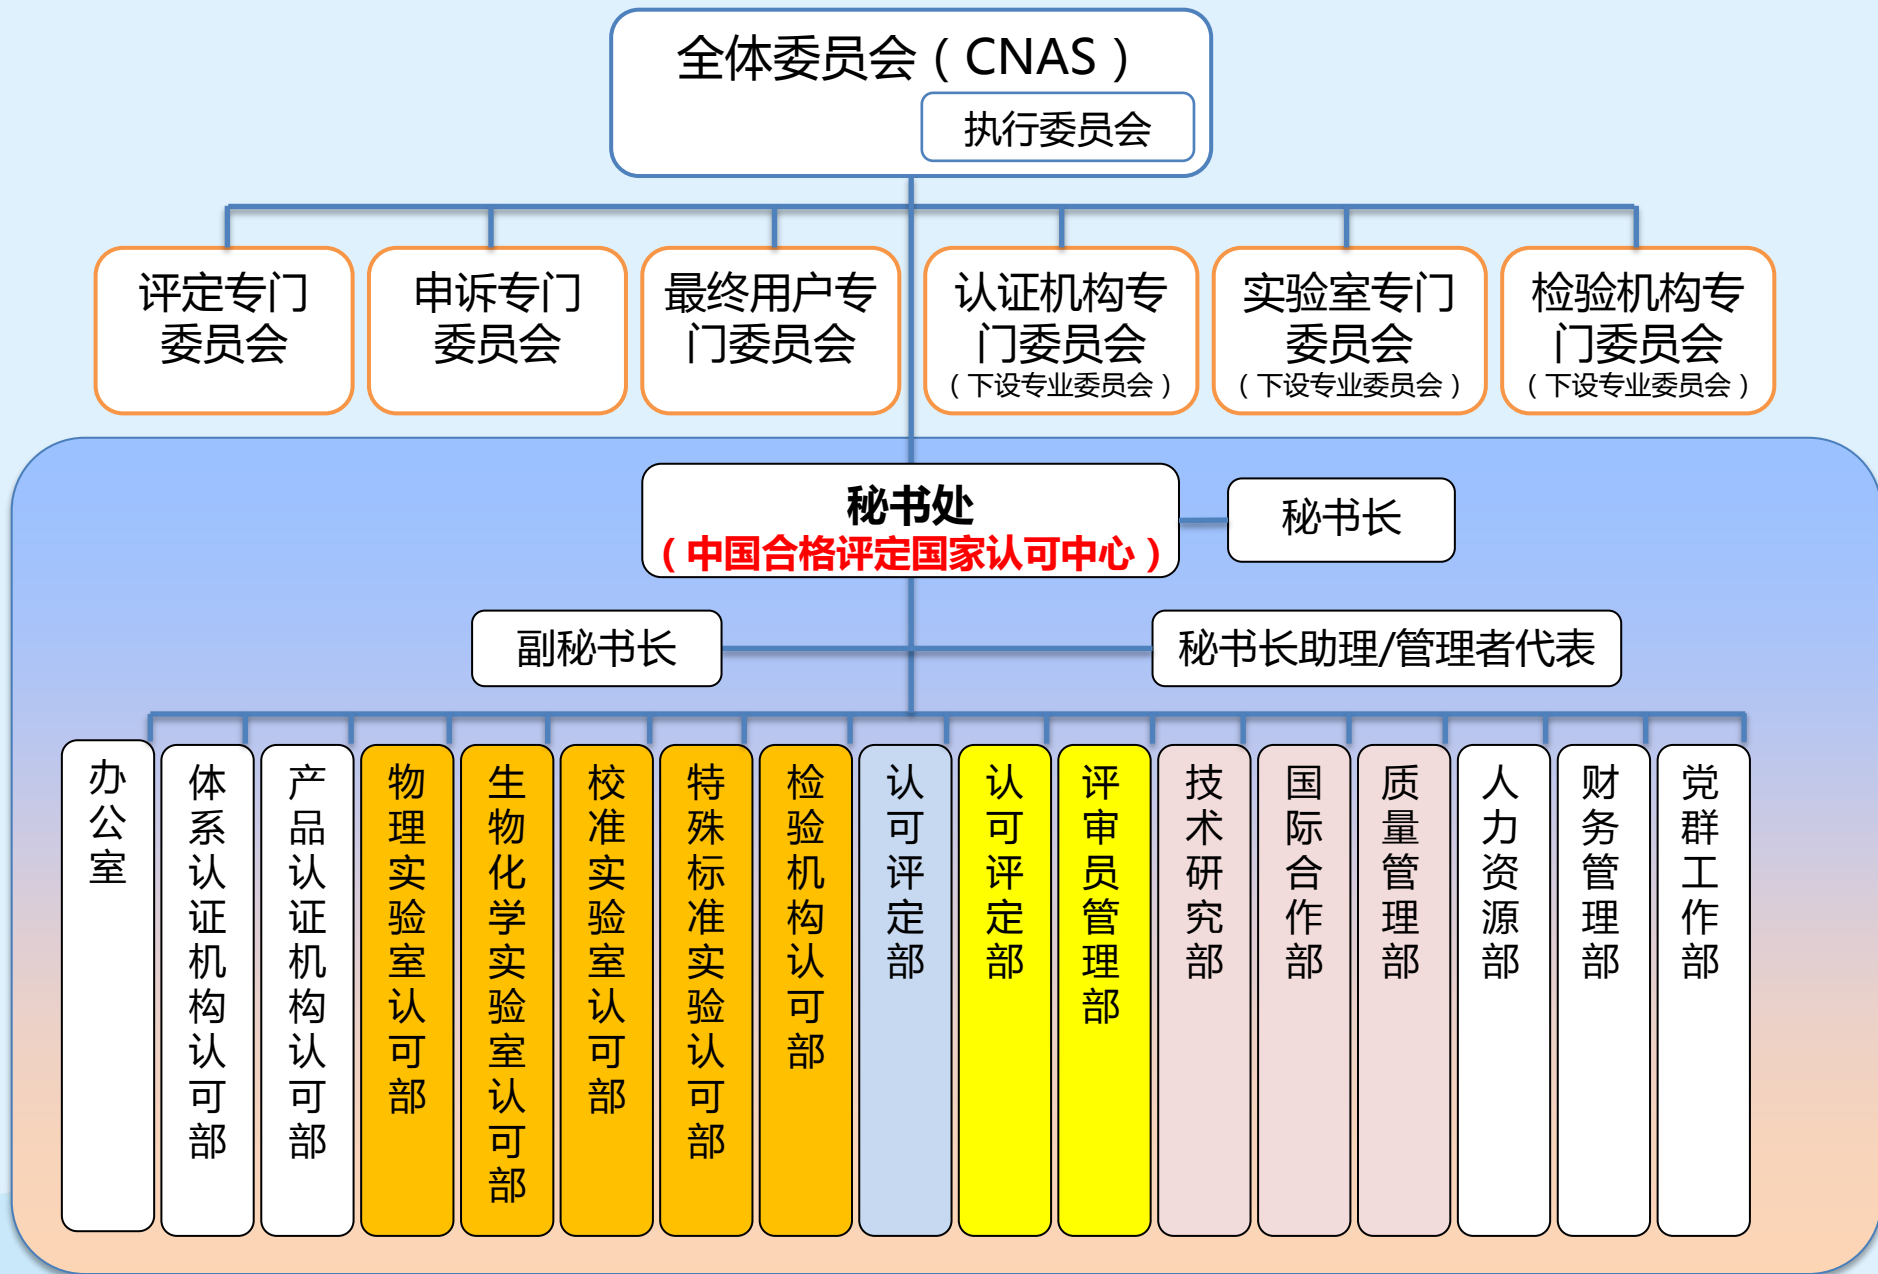 全体委员会（CNAS）
执行委员会
评定专门
委员会
申诉专门
委员会
最终用户专
门委员会
认证机构专
门委员会
（下设专业委员会）
实验室专门
委员会
（下设专业委员会）
检验机构专
门委员会
（下设专业委员会）
秘书处
（中国合格评定国家认可中心）
秘书长
副秘书长
秘书长助理/管理者代表
办公室
体系认证机构认可部
产品认证机构认可部
物理实验室认可部
生物化学实验室认可部
校准实验室认可部
特殊标准实验认可部
检验机构认可部
认可评定部
认可评定部
评审员管理部
技术研究部
国际合作部
质量管理部
人力资源部
财务管理部
党群工作部